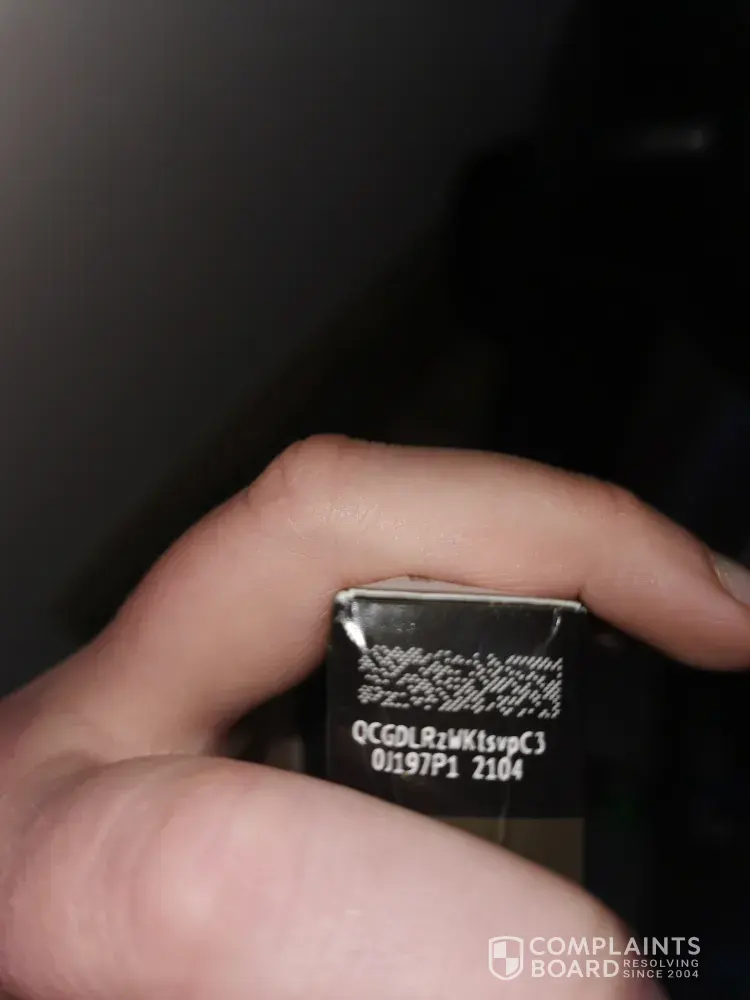 QCGDLRzWKtsvpC3
0J197P1 2104
COMPLAINTS
BOARD RESOLVING
SINCE 2004